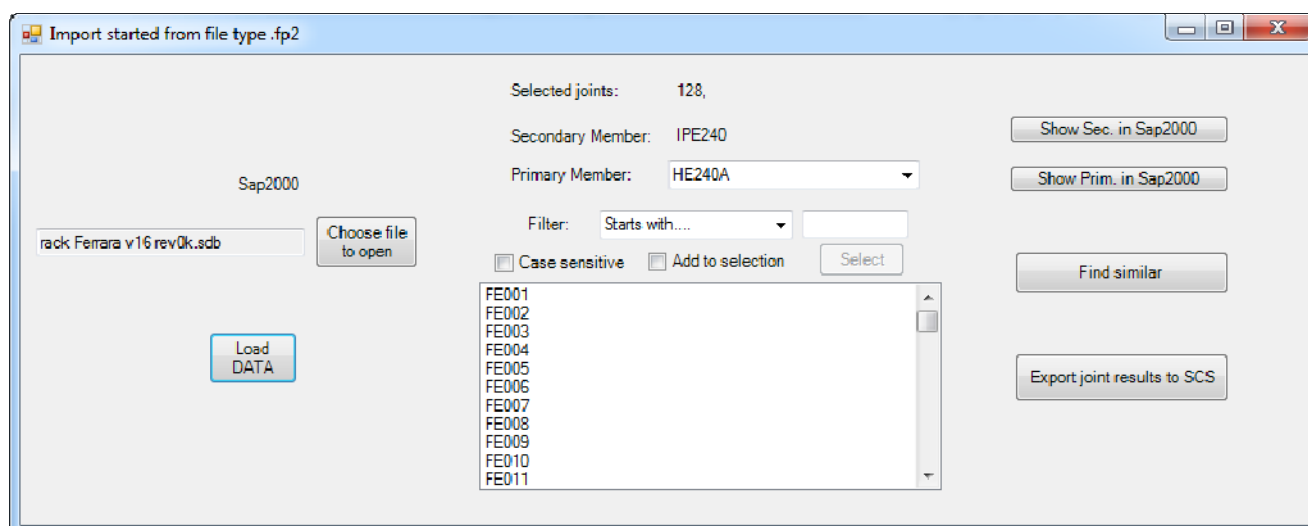 Import started from file type .fp2
Selected joints: 128,
Secondary Member: IPE240
Primary Member: HE240A
Sap2000
rack Ferrara v16 rev0k.sdb
Choose file
to open
Load
DATA
Filter: Starts with....
Case sensitive Add to selection Select
FE001
FE002
FE003
FE004
FE005
FE006
FE007
FE008
FE009
FE010
FE011
Show Sec. in Sap2000
Show Prim. in Sap2000
Find similar
Export joint results to SCS